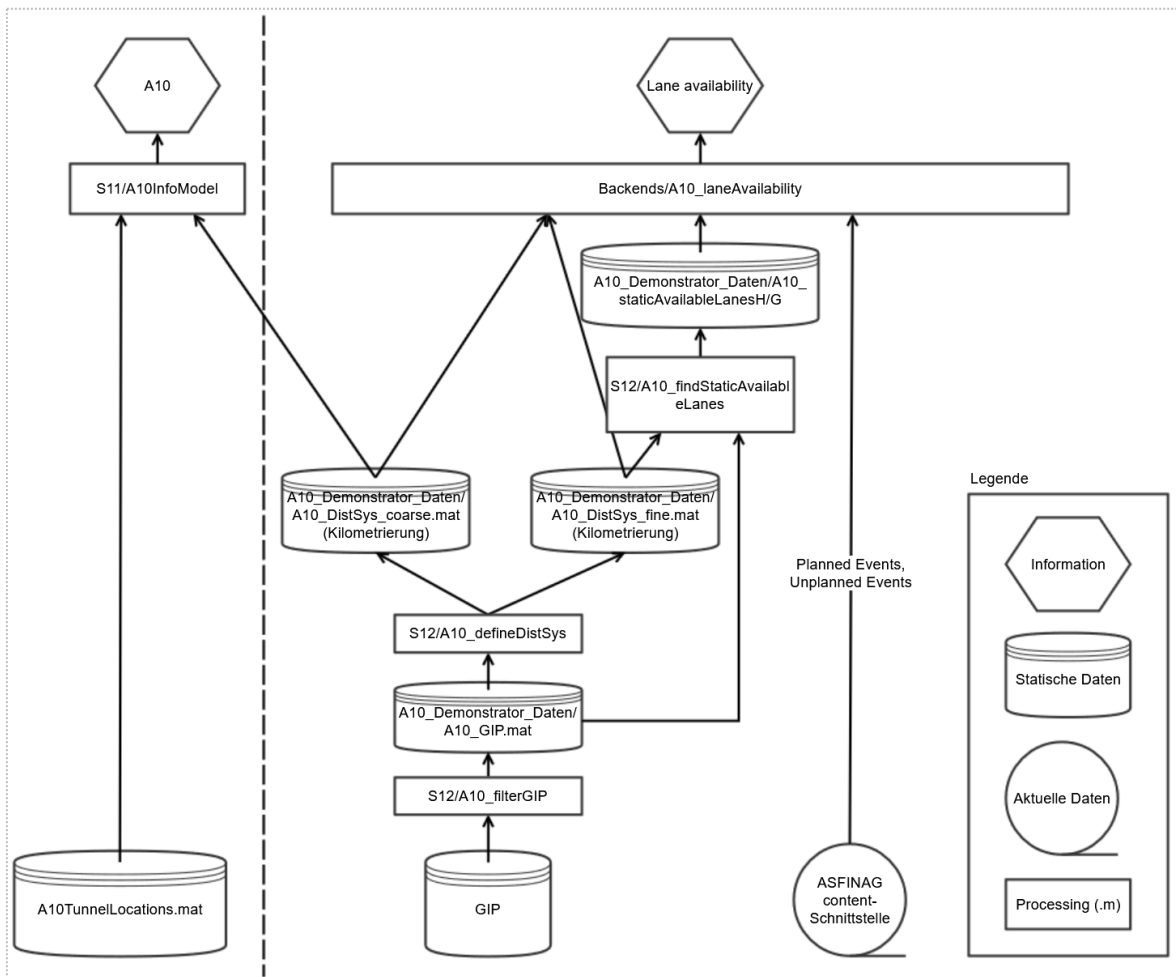 A10
Lane availability
S11/A10InfoModel
Backends/A10_laneAvailability
A10_Demonstrator_Daten/A10_
staticAvailableLanesH/G
S12/A10_findStaticAvailabl
eLanes
A10_Demonstrator_Daten/
A10_DistSys_coarse.mat
(Kilometrierung)
A10_Demonstrator_Daten/
A10_DistSys_fine.mat
(Kilometrierung)
Planned Events,
Unplanned Events
S12/A10_defineDistSys
A10_Demonstrator_Daten/
A10_GIP.mat
S12/A10_filterGIP
A10TunnelLocations.mat
GIP
ASFINAG
content-
Schnittstelle
Legende
Information
Statische Daten
Aktuelle Daten
Processing (.m)